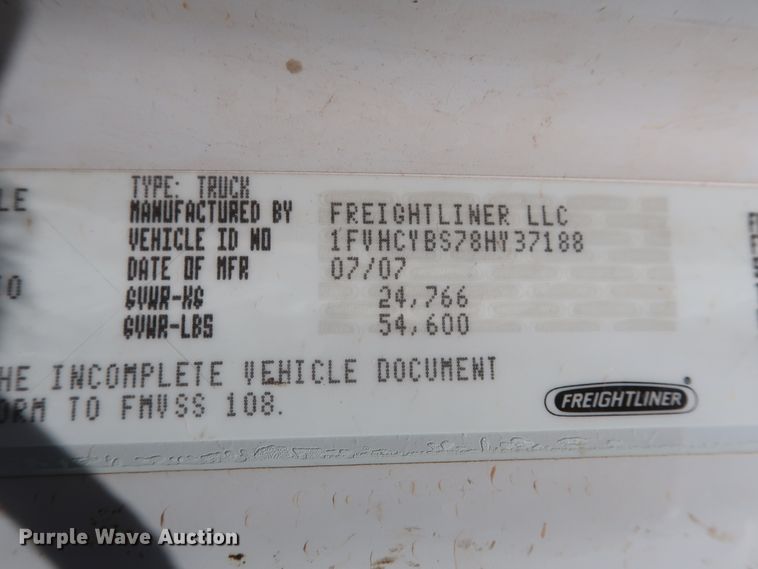 LE
TYPE: TRUCK
MANUFACTURED BY FREIGHTLINER LLC
VEHICLE ID NO 1FVHCYBS78HY37188
DATE OF MFR 07/07
GVWR-KG 24,766
GVWR-LBS 54,600
HE INCOMPLETE VEHICLE DOCUMENT
ORM TO FMVSS 108.
FREIGHTLINER®
Purple Wave Auction